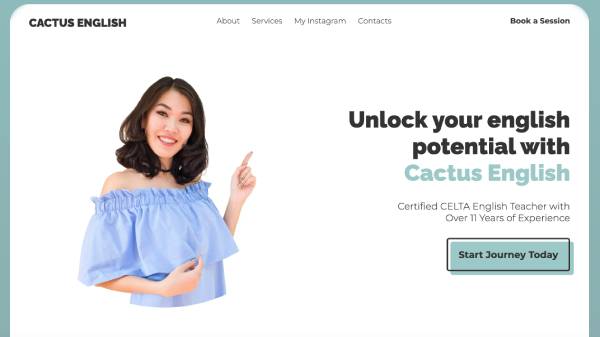 CACTUS ENGLISH
About Services My Instagram Contacts
Book a Session
Unlock your english
potential with
Cactus English
Certified CELTA English Teacher with
Over 11 Years of Experience
Start Journey Today